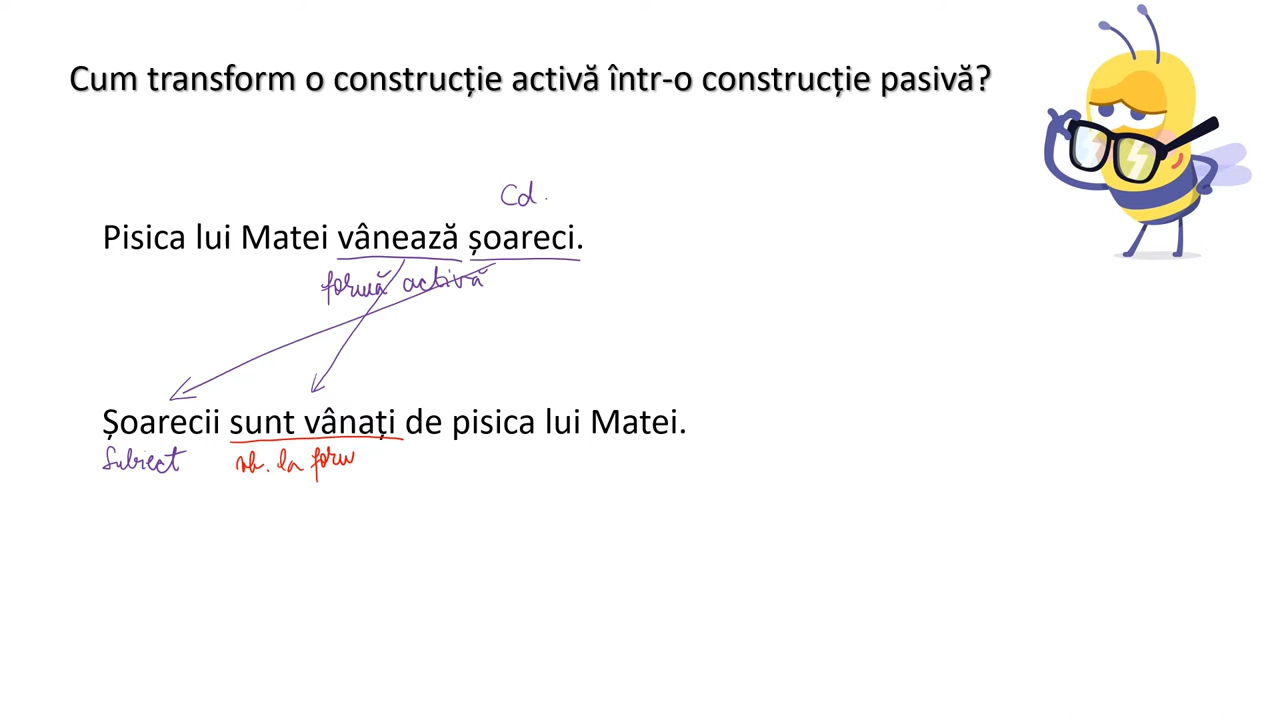 Cum transform o construcție activă într-o construcție pasivă?
Cd.
Pisica lui Matei vânează șoareci.
formă activă
Șoarecii sunt vânați de pisica lui Matei.
Subiect vb. la form